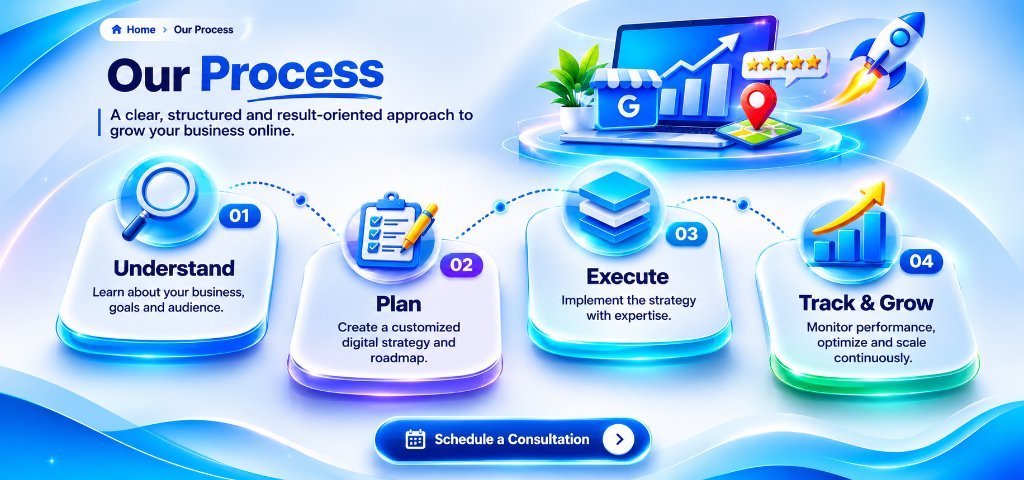 Home > Our Process
Our Process
A clear, structured and result-oriented approach to
grow your business online.
G
01
Understand
Learn about your business,
goals and audience.
02
Plan
Create a customized
digital strategy and
roadmap.
03
Execute
Implement the strategy
with expertise.
04
Track & Grow
Monitor performance,
optimize and scale
continuously.
Schedule a Consultation